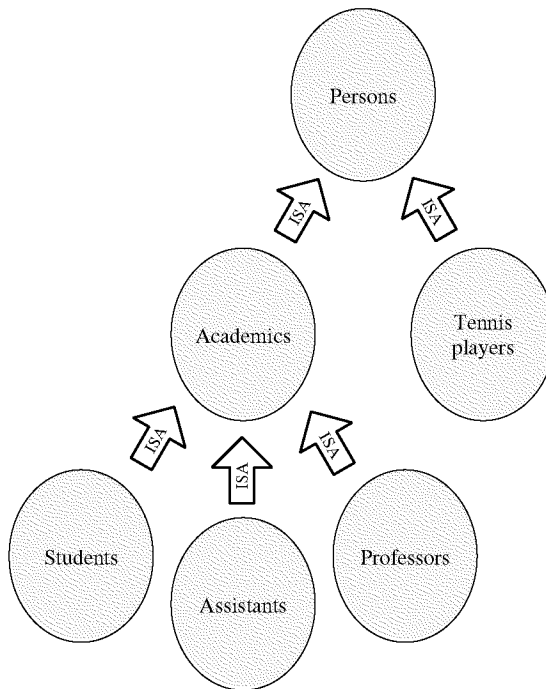 Persons
ISA
ISA
Academics
Tennis
players
ISA
ISA
ISA
Students
Assistants
Professors